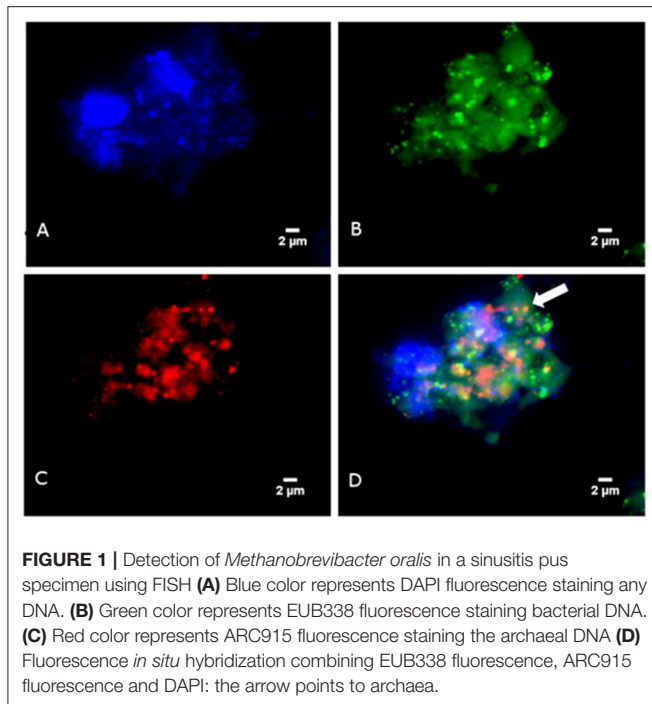 A
2 µm
B
2 µm
C
2 µm
D
2 µm
FIGURE 1 | Detection of Methanobrevibacter oralis in a sinusitis pus
specimen using FISH (A) Blue color represents DAPI fluorescence staining any
DNA. (B) Green color represents EUB338 fluorescence staining bacterial DNA.
(C) Red color represents ARC915 fluorescence staining the archaeal DNA (D)
Fluorescence in situ hybridization combining EUB338 fluorescence, ARC915
fluorescence and DAPI: the arrow points to archaea.